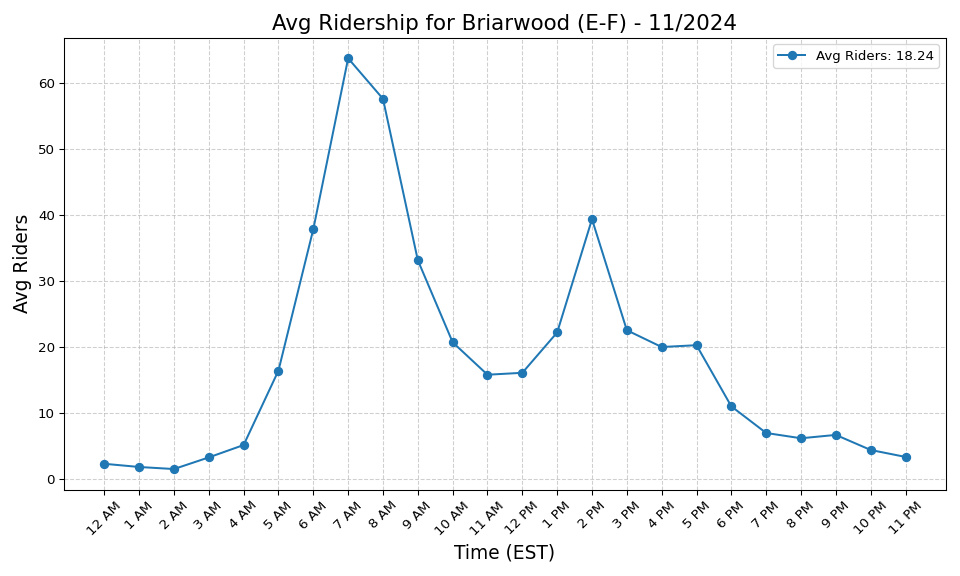 Avg Ridership for Briarwood (E-F) - 11/2024
Avg Riders: 18.24
Avg Riders
60
50
40
30
20
10
0
12 AM 1 AM 2 AM 3 AM 4 AM 5 AM 6 AM 7 AM 8 AM 9 AM 10 AM 11 AM 12 PM 1 PM 2 PM 3 PM 4 PM 5 PM 6 PM 7 PM 8 PM 9 PM 10 PM 11 PM
Time (EST)